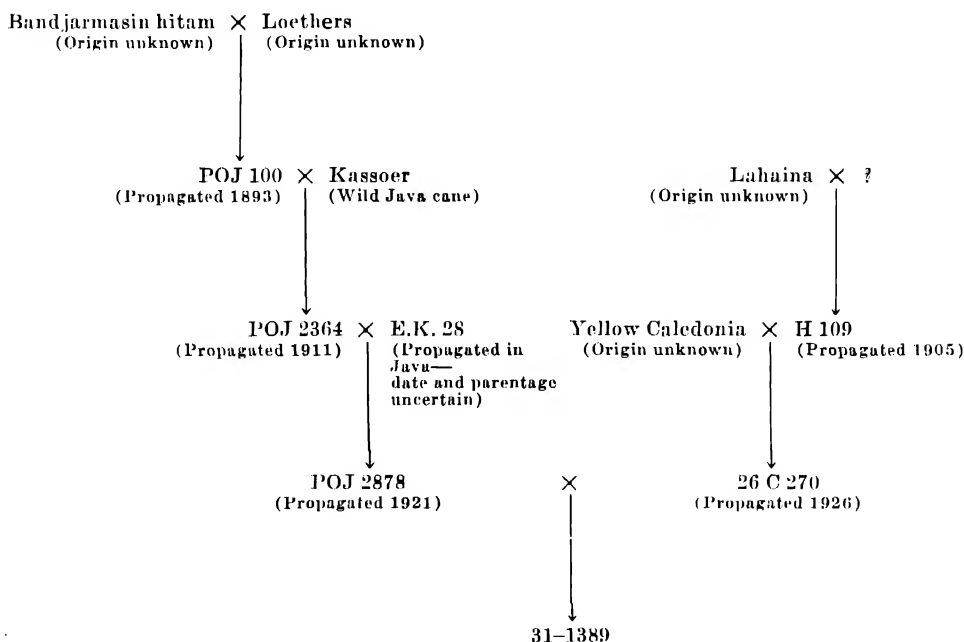 Bandjarmasin hitam × Loethers
(Origin unknown) (Origin unknown)
POJ 100 × Kassoer
(Propagated 1893) (Wild Java cane)
Lahaina × ?
(Origin unknown)
POJ 2364 × E.K. 28
(Propagated 1911) (Propagated in
Java—
date and parentage
uncertain)
Yellow Caledonia × H 109
(Origin unknown) (Propagated 1905)
POJ 2878 × 26 C 270
(Propagated 1921) (Propagated 1926)
31–1389